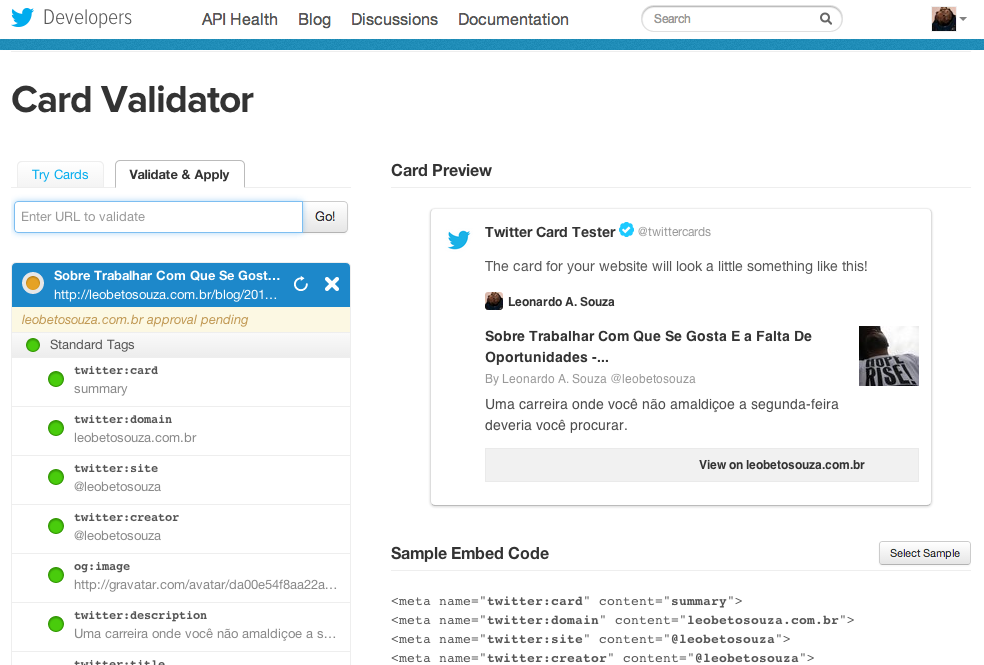 Developers
API Health
Blog
Discussions
Documentation
Search
Card Validator
Try Cards
Validate & Apply
Enter URL to validate
Go!
Sobre Trabalhar Com Que Se Gost...
http://leobetosouza.com.br/blog/201...
leobetosouza.com.br approval pending
Standard Tags
twitter:card
summary
twitter:domain
leobetosouza.com.br
twitter:site
@leobetosouza
twitter:creator
@leobetosouza
og:image
http://gravatar.com/avatar/da00e54f8aa22a...
twitter:description
Uma carreira onde você não amaldiçoe a s...
twitter:title
Card Preview
Twitter Card Tester @twittercards
The card for your website will look a little something like this!
Leonardo A. Souza
Sobre Trabalhar Com Que Se Gosta E a Falta De
Oportunidades -...
By Leonardo A. Souza @leobetosouza
Uma carreira onde você não amaldiçoe a segunda-feira
deveria você procurar.
HOPE
RISE!
View on leobetosouza.com.br
Sample Embed Code
Select Sample
<meta name="twitter:card" content="summary">
<meta name="twitter:domain" content="leobetosouza.com.br">
<meta name="twitter:site" content="@leobetosouza">
<meta name="twitter:creator" content="@leobetosouza">